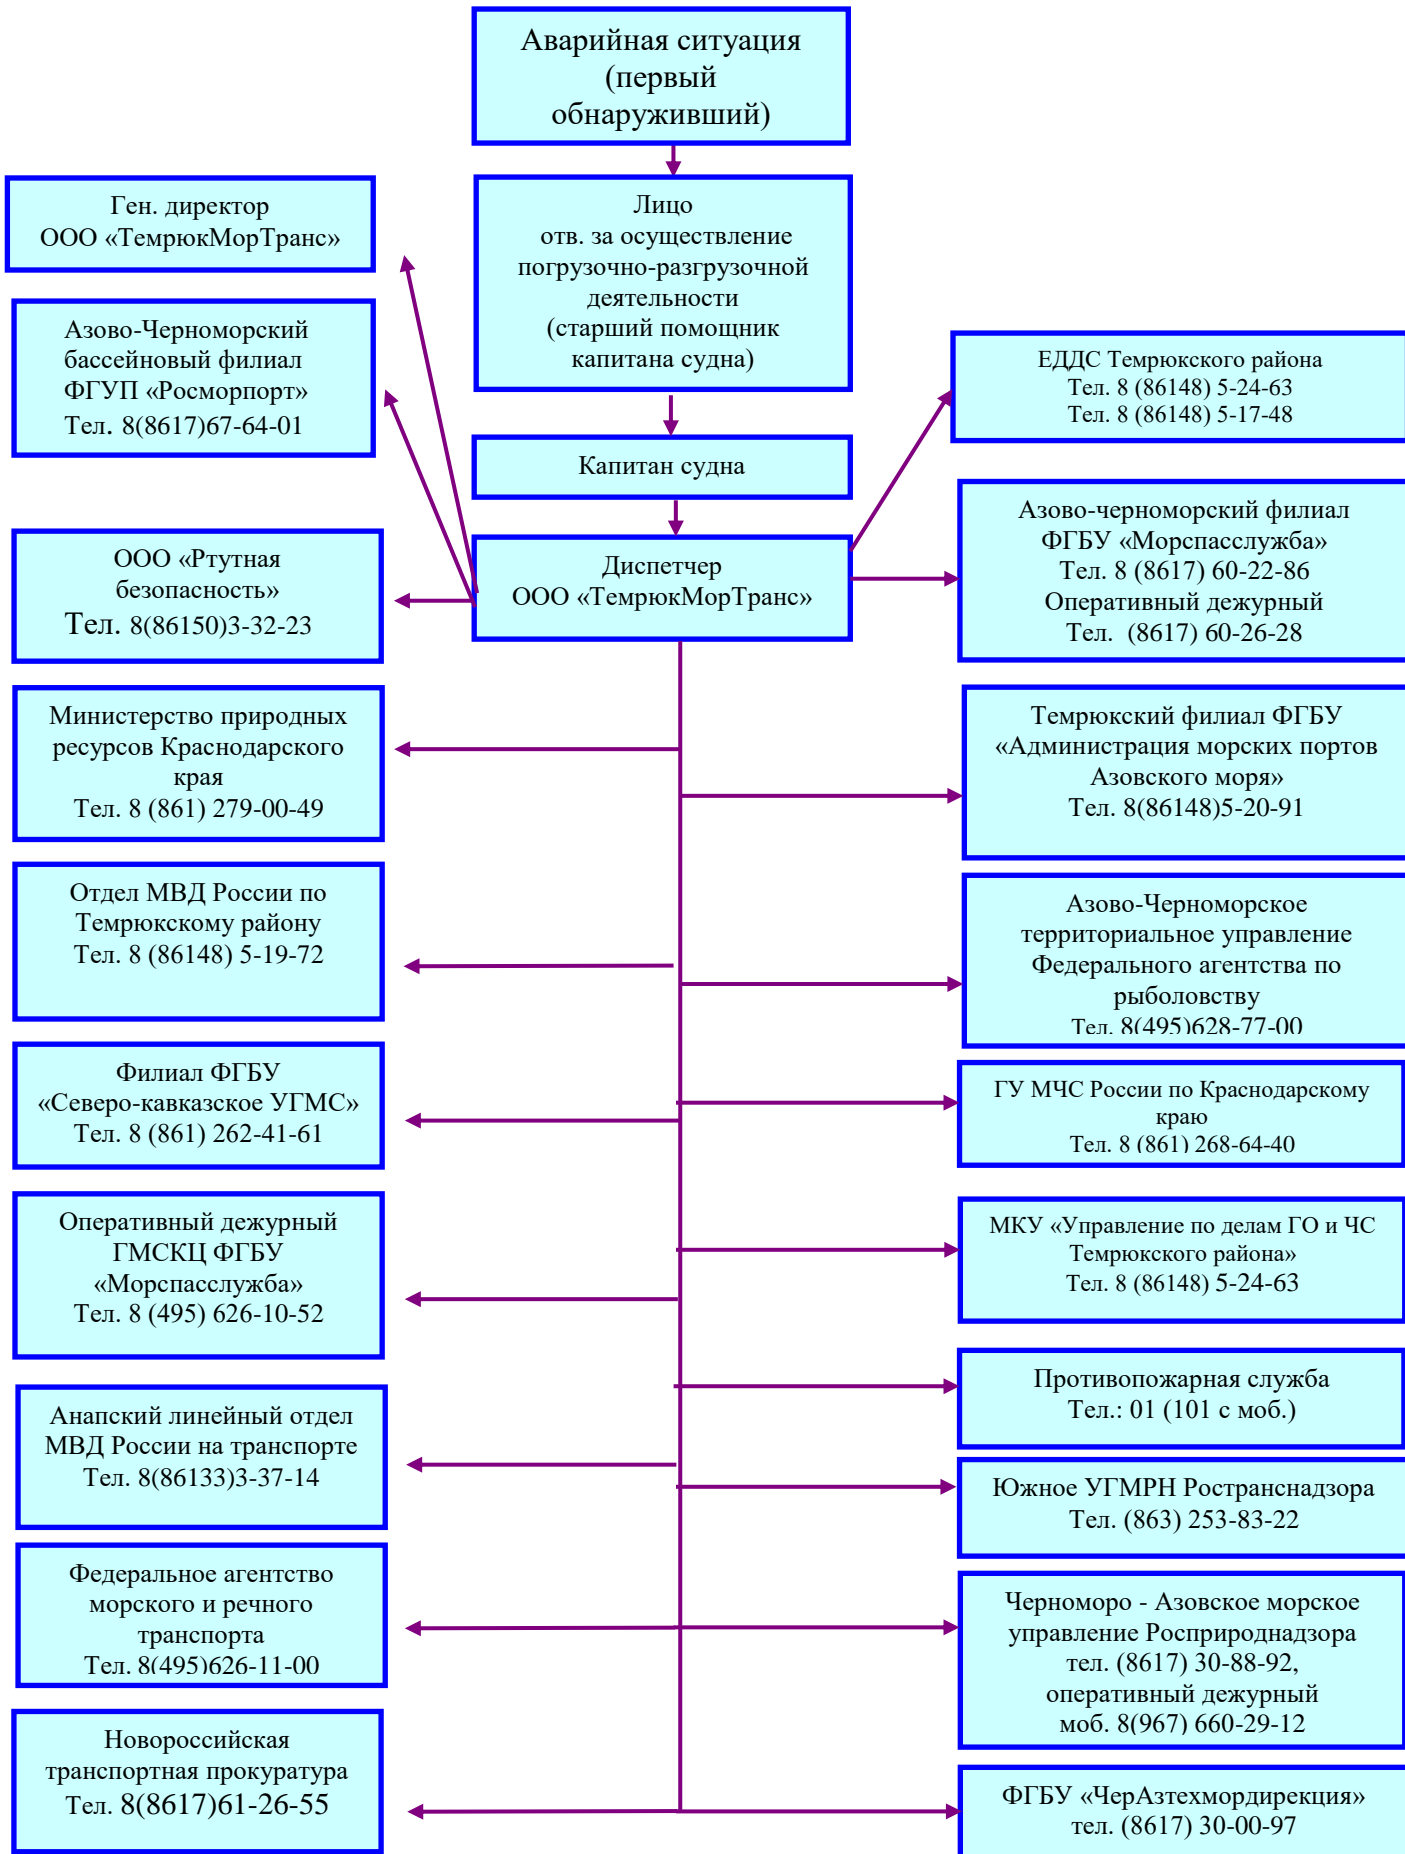 Аварийная ситуация
(первый
обнаруживший)
Лицо
отв. за осуществление
погрузочно-разгрузочной
деятельности
(старший помощник
капитана судна)
Капитан судна
Диспетчер
ООО «ТемрюкМорТранс»
Ген. директор
ООО «ТемрюкМорТранс»
Азово-Черноморский
бассейновый филиал
ФГУП «Росморпорт»
Тел. 8(8617)67-64-01
ООО «Ртутная
безопасность»
Тел. 8(86150)3-32-23
Министерство природных
ресурсов Краснодарского
края
Тел. 8 (861) 279-00-49
Отдел МВД России по
Темрюкскому району
Тел. 8 (86148) 5-19-72
Филиал ФГБУ
«Северо-кавказское УГМС»
Тел. 8 (861) 262-41-61
Оперативный дежурный
ГМСКЦ ФГБУ
«Морспасслужба»
Тел. 8 (495) 626-10-52
Анапский линейный отдел
МВД России на транспорте
Тел. 8(86133)3-37-14
Федеральное агентство
морского и речного
транспорта
Тел. 8(495)626-11-00
Новороссийская
транспортная прокуратура
Тел. 8(8617)61-26-55
ЕДДС Темрюкского района
Тел. 8 (86148) 5-24-63
Тел. 8 (86148) 5-17-48
Азово-черноморский филиал
ФГБУ «Морспасслужба»
Тел. 8 (8617) 60-22-86
Оперативный дежурный
Тел. (8617) 60-26-28
Темрюкский филиал ФГБУ
«Администрация морских портов
Азовского моря»
Тел. 8(86148)5-20-91
Азово-Черноморское
территориальное управление
Федерального агентства по
рыболовству
Тел. 8(495)628-77-00
ГУ МЧС России по Краснодарскому
краю
Тел. 8 (861) 268-64-40
МКУ «Управление по делам ГО и ЧС
Темрюкского района»
Тел. 8 (86148) 5-24-63
Противопожарная служба
Тел.: 01 (101 с моб.)
Южное УГМРН Ространснадзора
Тел. (863) 253-83-22
Черноморо - Азовское морское
управление Росприроднадзора
тел. (8617) 30-88-92,
оперативный дежурный
моб. 8(967) 660-29-12
ФГБУ «ЧерАзтехмордирекция»
тел. (8617) 30-00-97